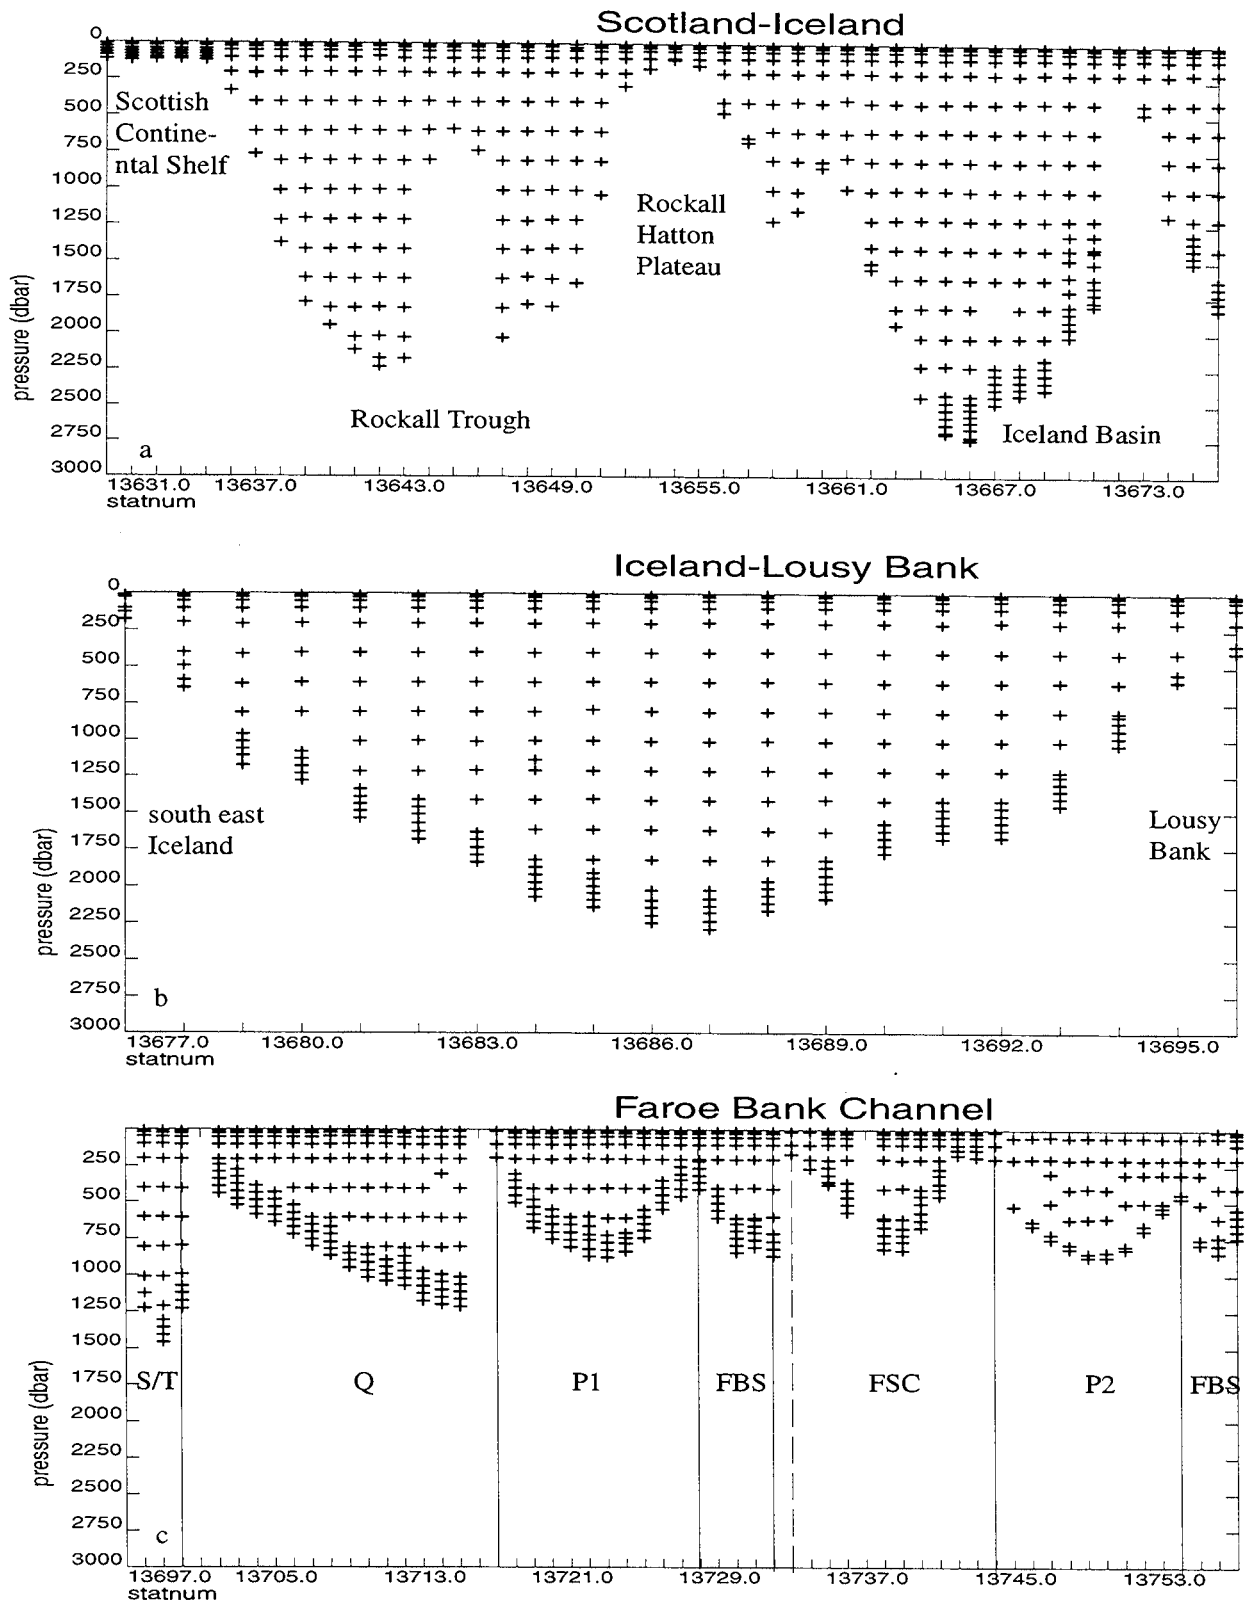 Scotland-Iceland
0
250
500
750
1000
1250
1500
1750
2000
2250
2500
2750
3000
pressure (dbar)
Scottish
Contine-
ntal Shelf
Rockall
Hatton
Plateau
Rockall Trough
Iceland Basin
a
13631.0 13637.0 13643.0 13649.0 13655.0 13661.0 13667.0 13673.0
statnum
Iceland-Lousy Bank
0
250
500
750
1000
1250
1500
1750
2000
2250
2500
2750
3000
pressure (dbar)
south east
Iceland
Lousy
Bank
b
13677.0 13680.0 13683.0 13686.0 13689.0 13692.0 13695.0
statnum
Faroe Bank Channel
250
500
750
1000
1250
1500
1750
2000
2250
2500
2750
3000
pressure (dbar)
S/T Q P1 FBS FSC P2 FBS
c
13697.0 13705.0 13713.0 13721.0 13729.0 13737.0 13745.0 13753.0
statnum